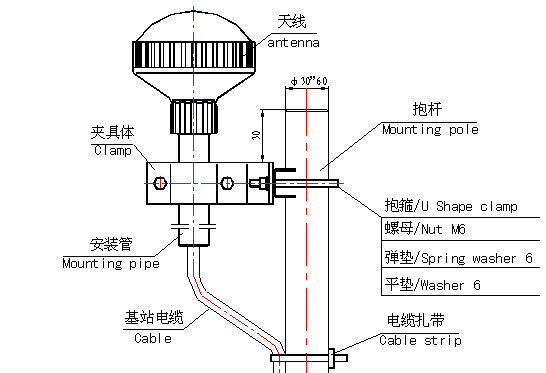 天线
antenna
ϕ30~60
抱杆
Mounting pole
30
夹具体
Clamp
抱箍/U Shape clamp
螺母/Nut M6
弹垫/Spring washer 6
平垫/Washer 6
安装管
Mounting pipe
基站电缆
Cable
电缆扎带
Cable strip